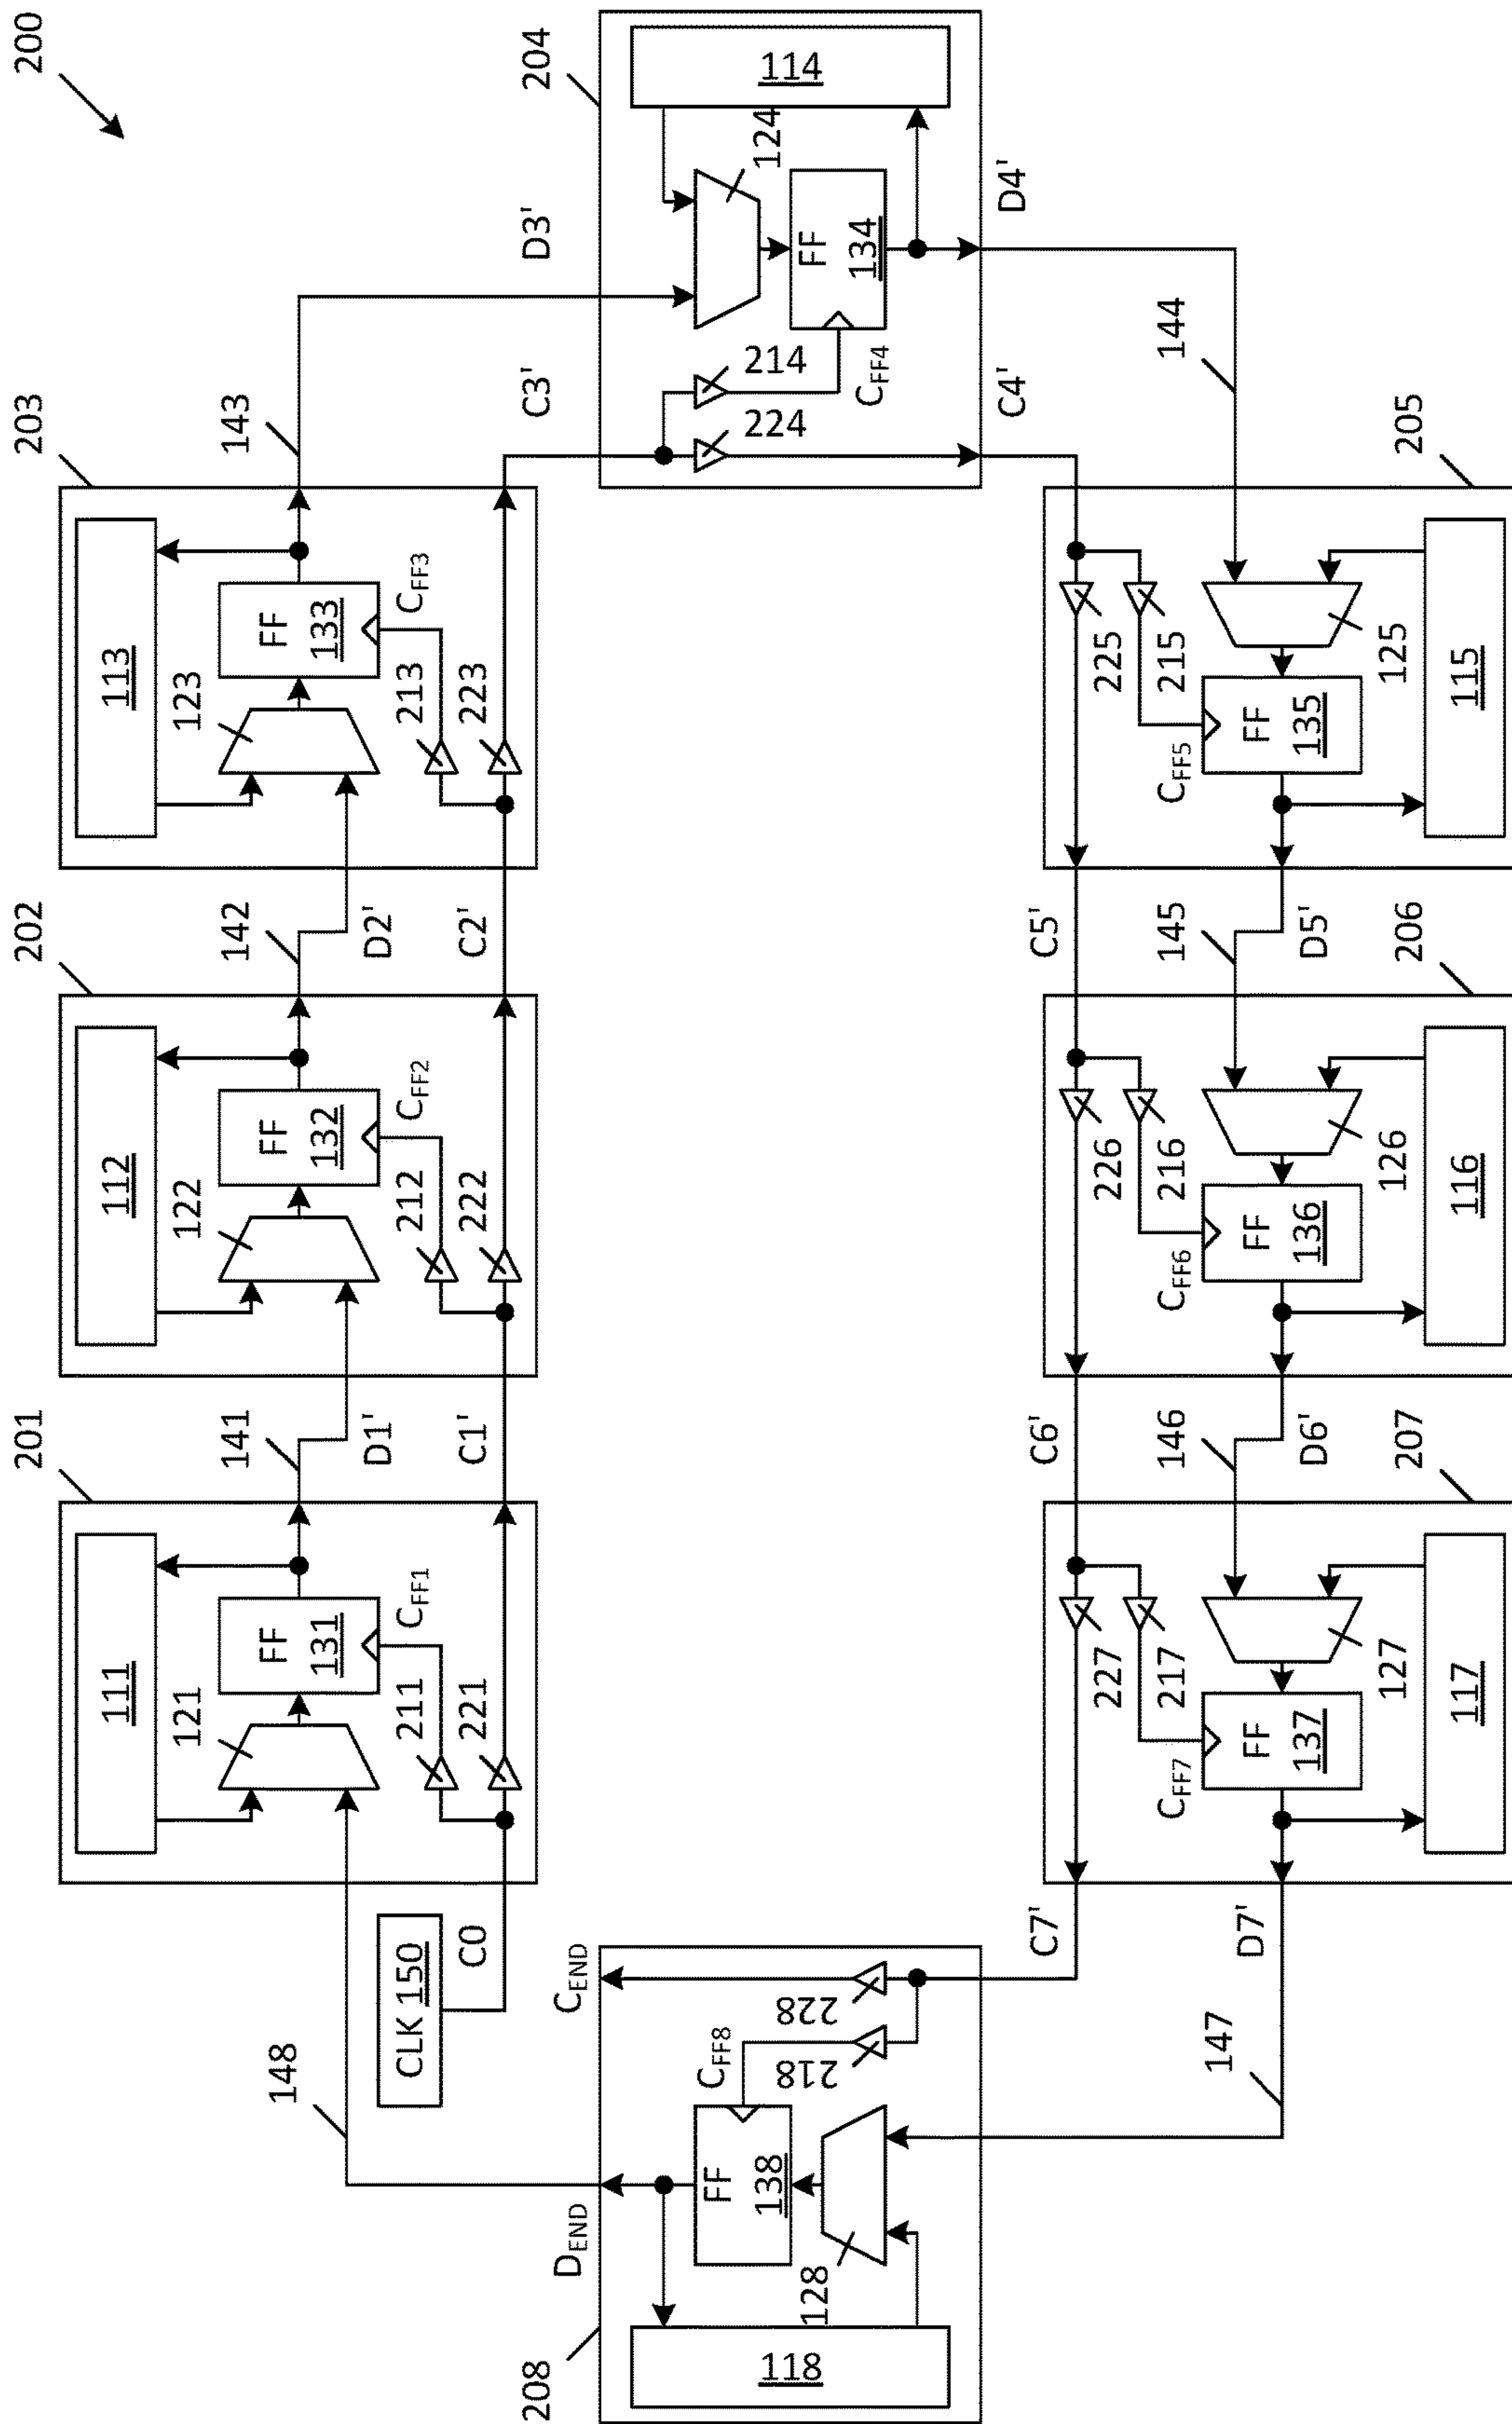 200
201
202
203
204
205
206
207
208
111
121
FF
131
CFF1
211
221
141
D1'
C1'
112
122
FF
132
CFF2
212
222
142
D2'
C2'
113
123
FF
133
CFF3
213
223
143
D3'
C3'
114
124
FF
134
214
CFF4
224
D4'
C4'
144
225
215
CFF5
FF
135
125
115
C5'
145
D5'
226
216
CFF6
FF
136
126
116
C6'
146
D6'
227
217
CFF7
FF
137
127
117
C7'
D7'
147
CEND
228
218
CFF8
FF
138
128
118
DEND
148
CLK 150
C0